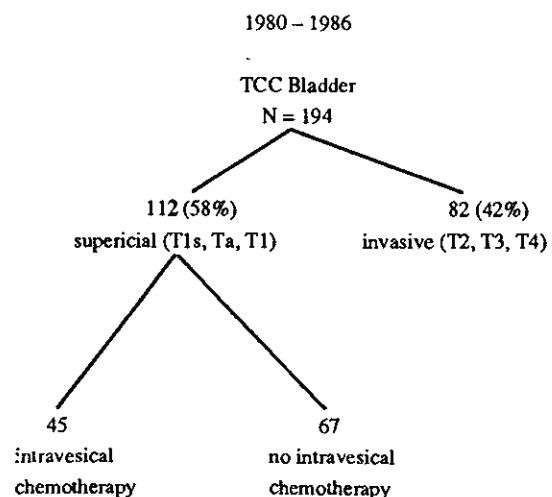 1980 – 1986
TCC Bladder
N = 194
112 (58%)
82 (42%)
supericial (T1s, Ta, T1)
invasive (T2, T3, T4)
45
67
intravesical
no intravesical
chemotherapy
chemotherapy